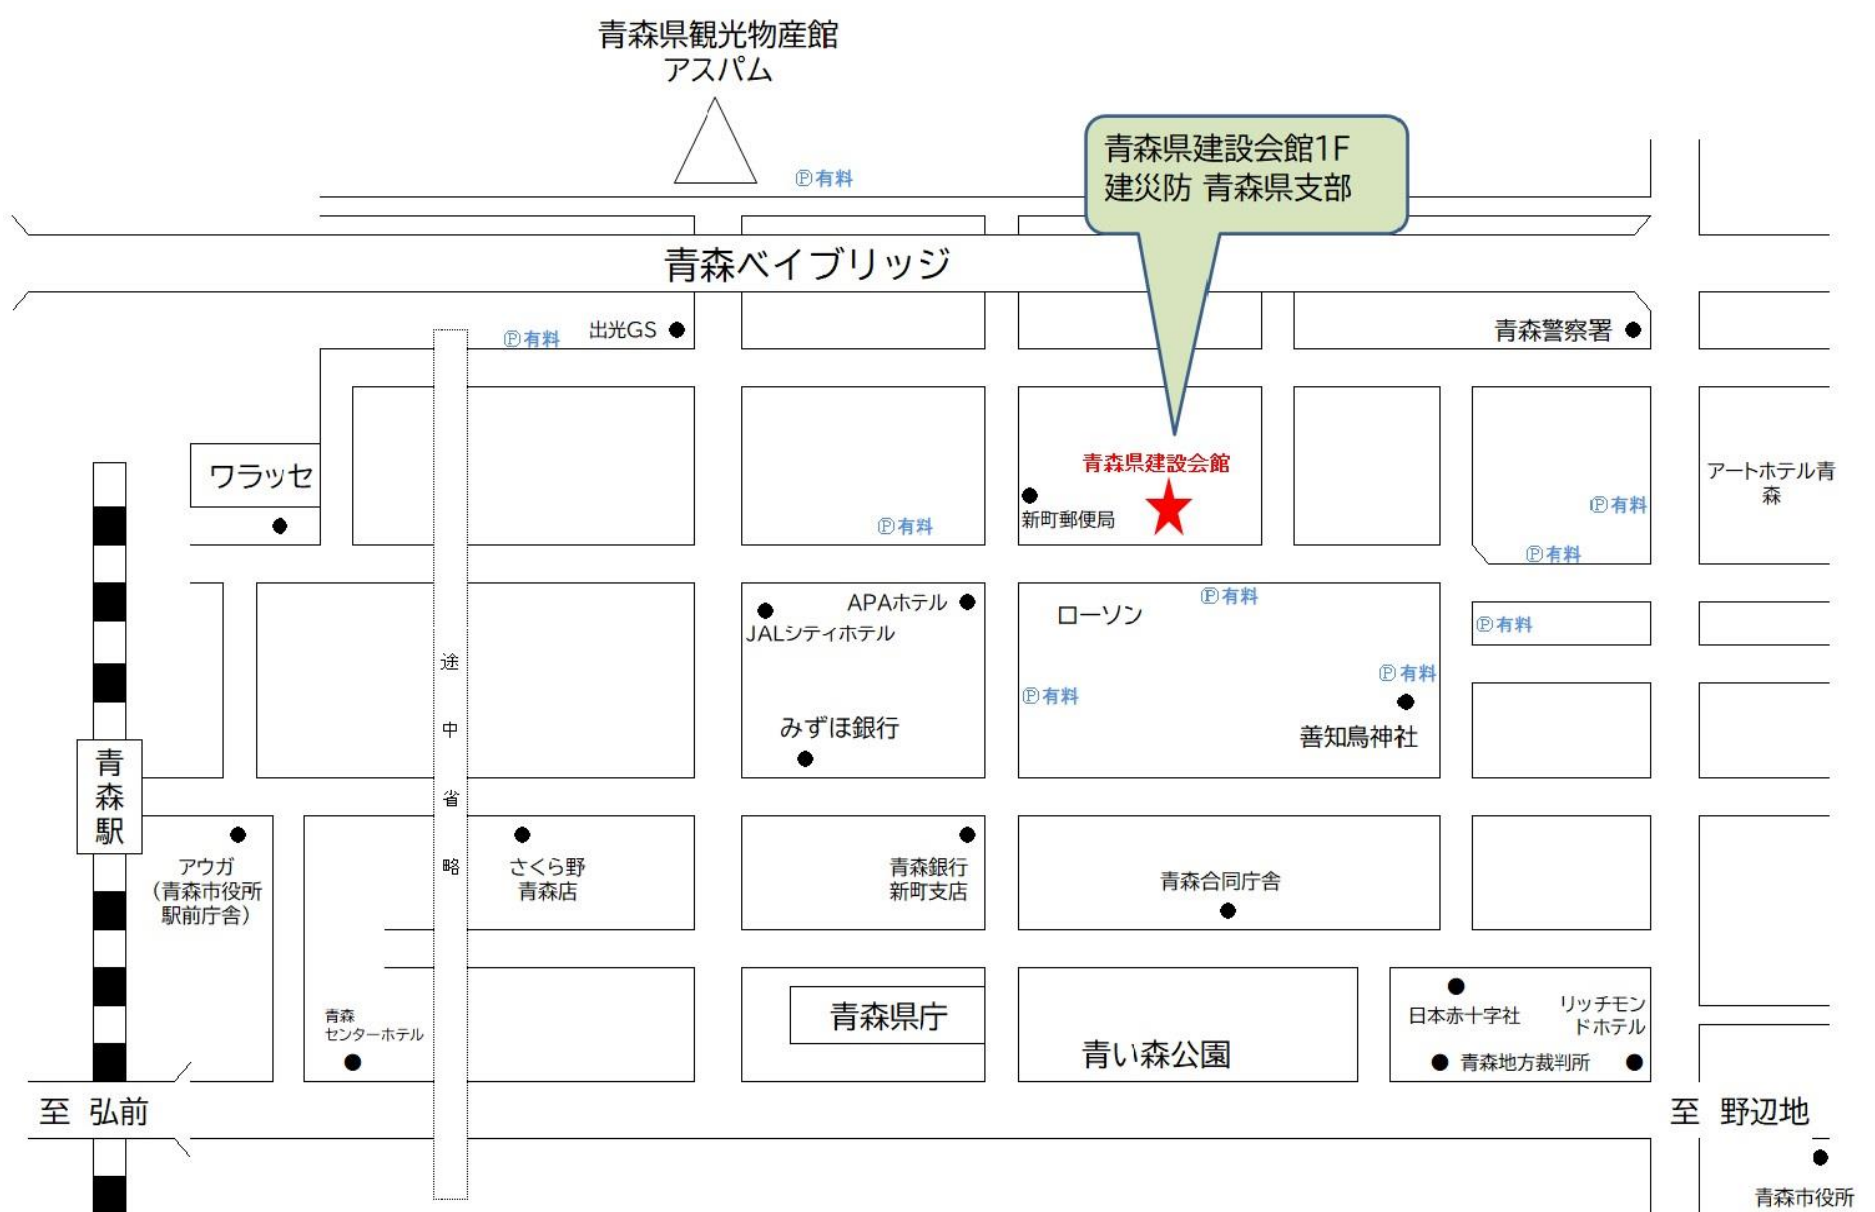 青森県観光物産館
アスパム
Ⓟ有料
青森県建設会館1F
建災防 青森県支部
青森ベイブリッジ
Ⓟ有料
出光GS
青森警察署
ワラッセ
青森県建設会館
新町郵便局
Ⓟ有料
Ⓟ有料
Ⓟ有料
アートホテル青
森
APAホテル
JALシティホテル
ローソン
Ⓟ有料
Ⓟ有料
Ⓟ有料
Ⓟ有料
みずほ銀行
善知鳥神社
途中省略
青森駅
アウガ
（青森市役所
駅前庁舎）
さくら野
青森店
青森銀行
新町支店
青森合同庁舎
青森
センターホテル
青森県庁
青い森公園
日本赤十字社
リッチモン
ドホテル
青森地方裁判所
至 弘前
至 野辺地
青森市役所